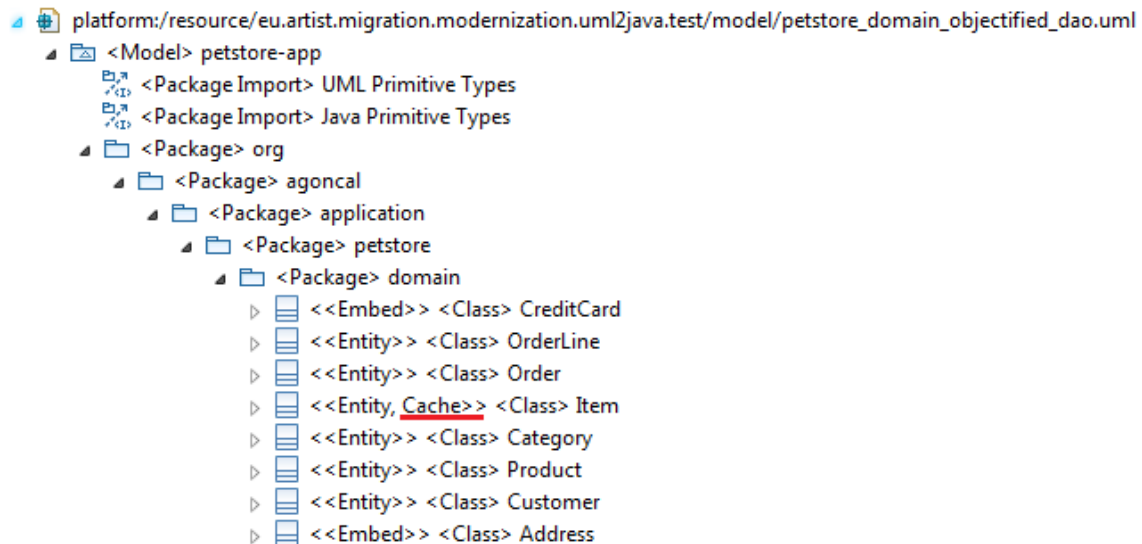 platform:/resource/eu.artist.migration.modernization.uml2java.test/model/petstore_domain_objectified_dao.uml
<Model> petstore-app
<Package Import> UML Primitive Types
<Package Import> Java Primitive Types
<Package> org
<Package> agoncal
<Package> application
<Package> petstore
<Package> domain
<<Embed>> <Class> CreditCard
<<Entity>> <Class> OrderLine
<<Entity>> <Class> Order
<<Entity, Cache>> <Class> Item
<<Entity>> <Class> Category
<<Entity>> <Class> Product
<<Entity>> <Class> Customer
<<Embed>> <Class> Address